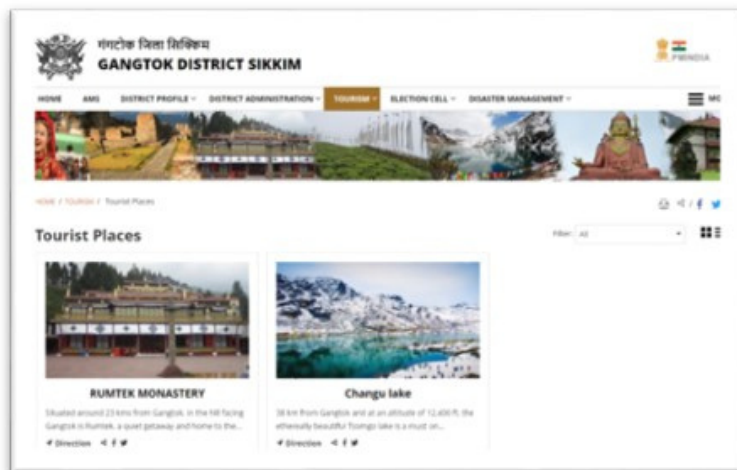 गंगटोक जिला सिक्किम
GANGTOK DISTRICT SIKKIM
PMINDIA
HOME AMS DISTRICT PROFILE DISTRICT ADMINISTRATION TOURISM ELECTION CELL DISASTER MANAGEMENT
HOME / TOURISM / Tourist Places
Tourist Places
Filter: All
RUMTEK MONASTERY
Situated around 23 kms from Gangtok, in the hill facing
Gangtok is Rumtek, a quiet getaway and home to the...
Direction
Changu lake
38 km from Gangtok and at an altitude of 12,400 ft, the
ethereally beautiful Tsomgo lake is a must on...
Direction